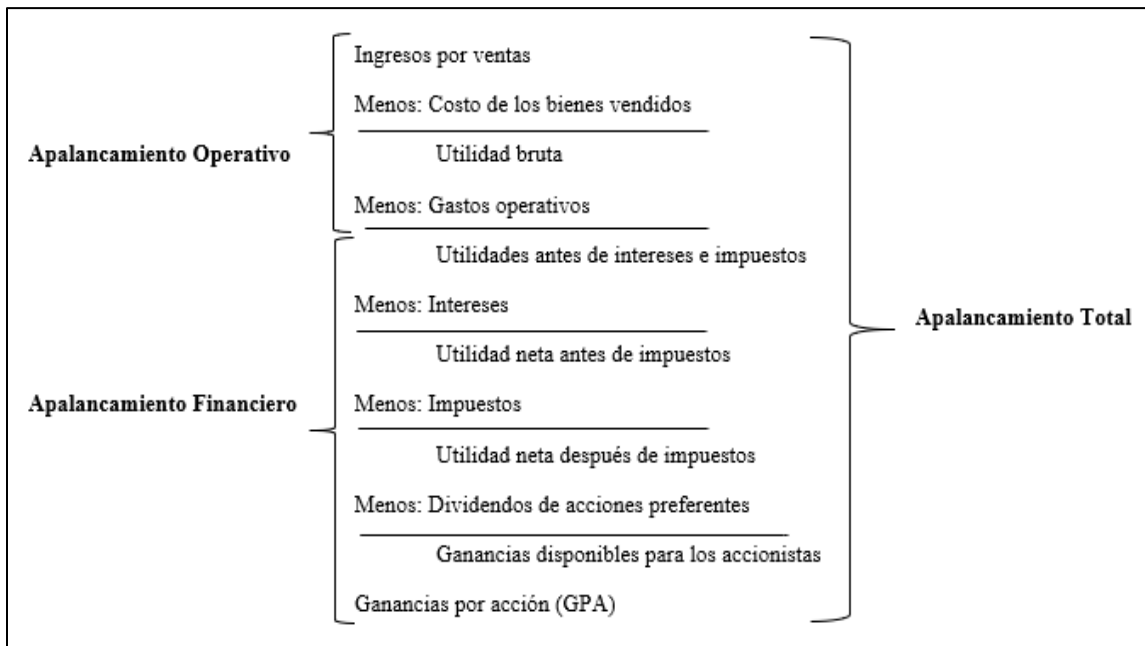 Ingresos por ventas
Menos: Costo de los bienes vendidos
Apalancamiento Operativo
Utilidad bruta
Menos: Gastos operativos
Utilidades antes de intereses e impuestos
Menos: Intereses
Apalancamiento Total
Utilidad neta antes de impuestos
Apalancamiento Financiero
Menos: Impuestos
Utilidad neta después de impuestos
Menos: Dividendos de acciones preferentes
Ganancias disponibles para los accionistas
Ganancias por acción (GPA)